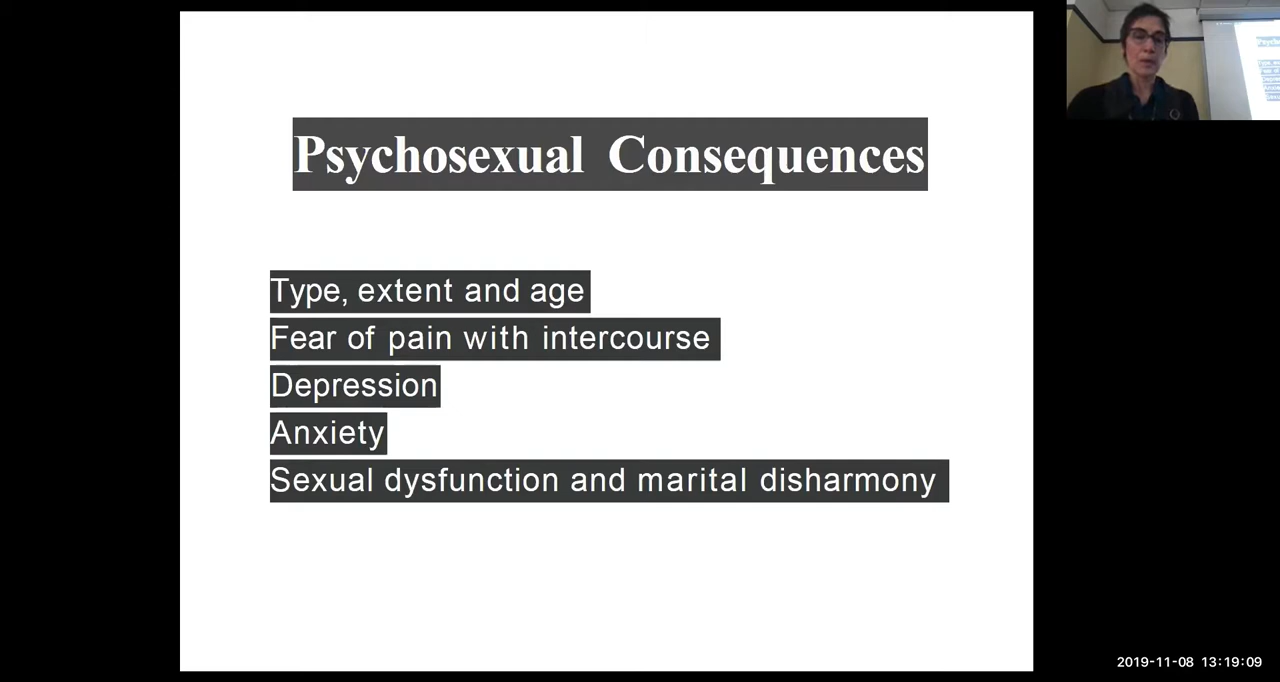 Psychosexual Consequences
Type, extent and age
Fear of pain with intercourse
Depression
Anxiety
Sexual dysfunction and marital disharmony
2019-11-08 13:19:09